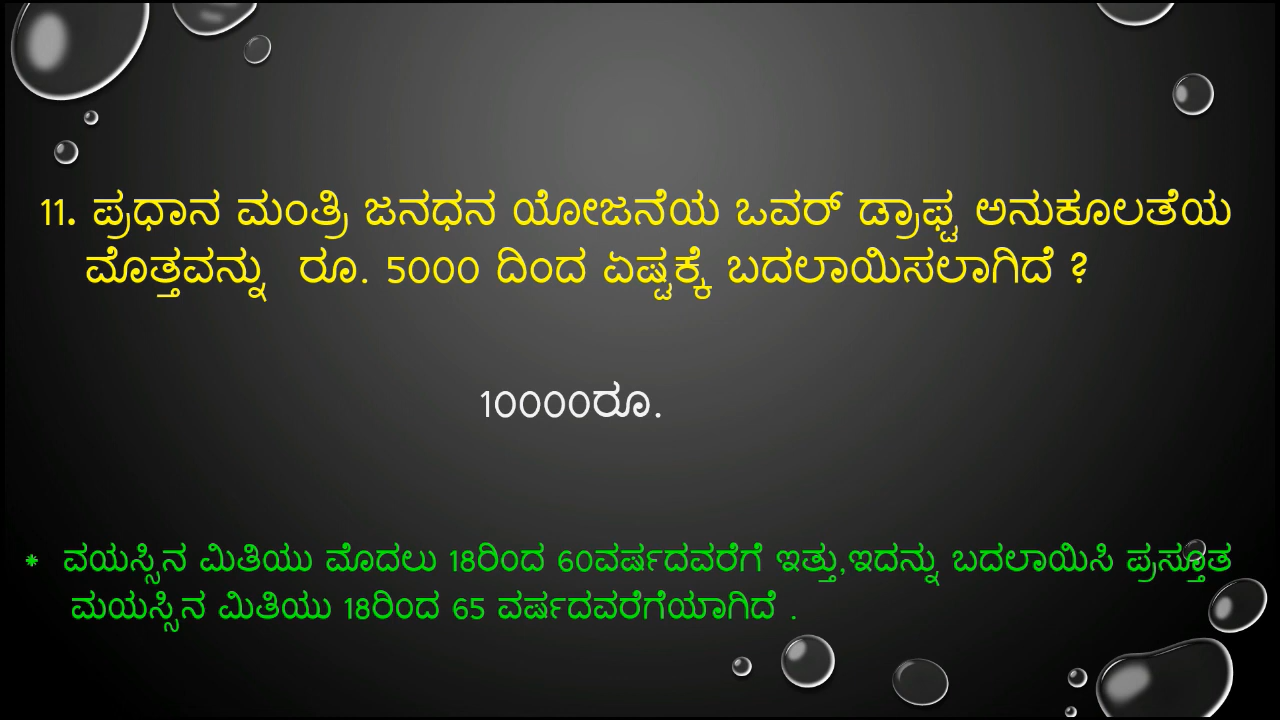 11. ಪ್ರಧಾನ ಮಂತ್ರಿ ಜನಧನ ಯೋಜನೆಯ ಒವರ್ ಡ್ರಾಫ್ಟ ಅನುಕೂಲತೆಯ
ಮೊತ್ತವನ್ನು ರೂ. 5000 ದಿಂದ ಏಷ್ಟಕ್ಕೆ ಬದಲಾಯಿಸಲಾಗಿದೆ ?
10000ರೂ.
* ವಯಸ್ಸಿನ ಮಿತಿಯು ಮೊದಲು 18ರಿಂದ 60ವರ್ಷದವರೆಗೆ ಇತ್ತು,ಇದನ್ನು ಬದಲಾಯಿಸಿ ಪ್ರಸ್ತೂತ
ಮಯಸ್ಸಿನ ಮಿತಿಯು 18ರಿಂದ 65 ವರ್ಷದವರೆಗೆಯಾಗಿದೆ .